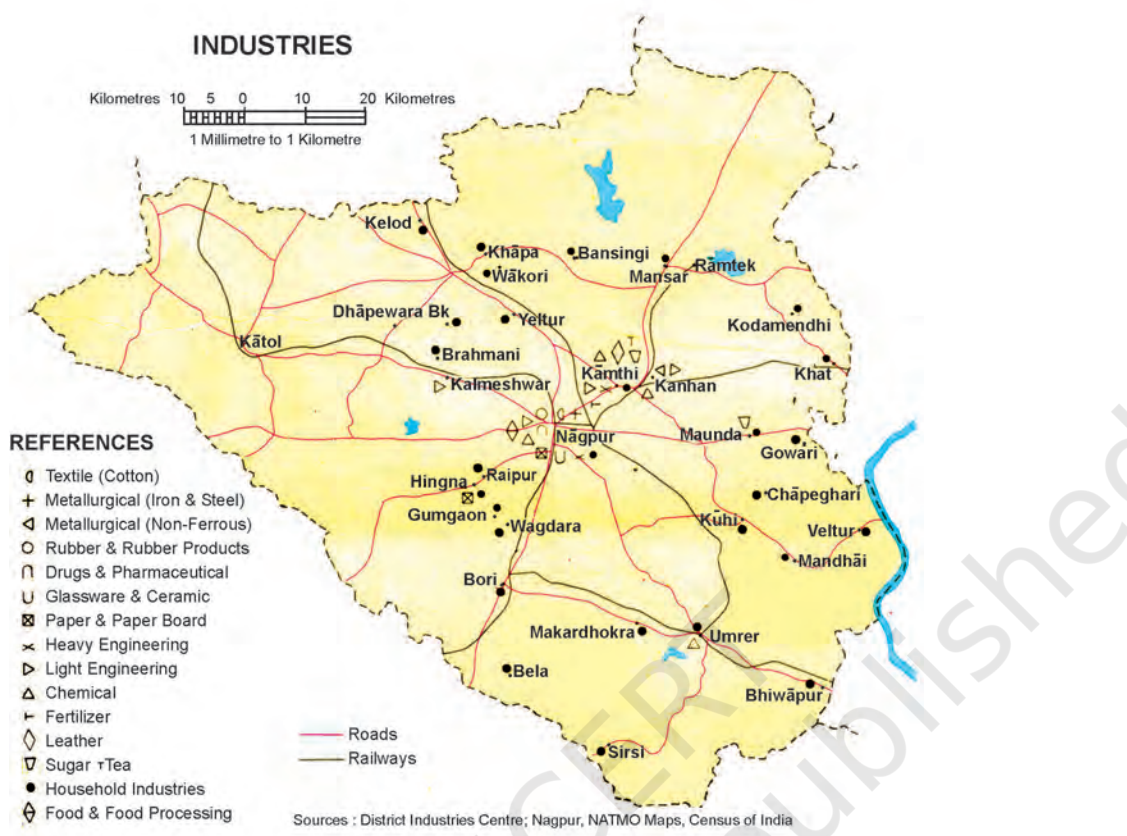 INDUSTRIES
Kilometres 10 5 0 10 20 Kilometres
1 Millimetre to 1 Kilometre
Kelod
Khāpa
Bansingi
Wākori
Mansar
Rāmtek
Dhāpewara Bk
Yeltur
Kodamendhi
Kātol
Brahmani
Kāmthi
Khat
Kalmeshwar
Kanhan
Nāgpur
Maunda
Gowari
Hingna
Raipur
Chāpeghari
Gumgaon
Wagdara
Kūhi
Veltur
Mandhāi
Bori
Makardhokra
Umrer
Bela
Bhiwāpur
Sirsi
REFERENCES
Textile (Cotton)
Metallurgical (Iron & Steel)
Metallurgical (Non-Ferrous)
Rubber & Rubber Products
Drugs & Pharmaceutical
Glassware & Ceramic
Paper & Paper Board
Heavy Engineering
Light Engineering
Chemical
Fertilizer
Leather
Sugar Tea
Household Industries
Food & Food Processing
Roads
Railways
Sources : District Industries Centre; Nagpur, NATMO Maps, Census of India